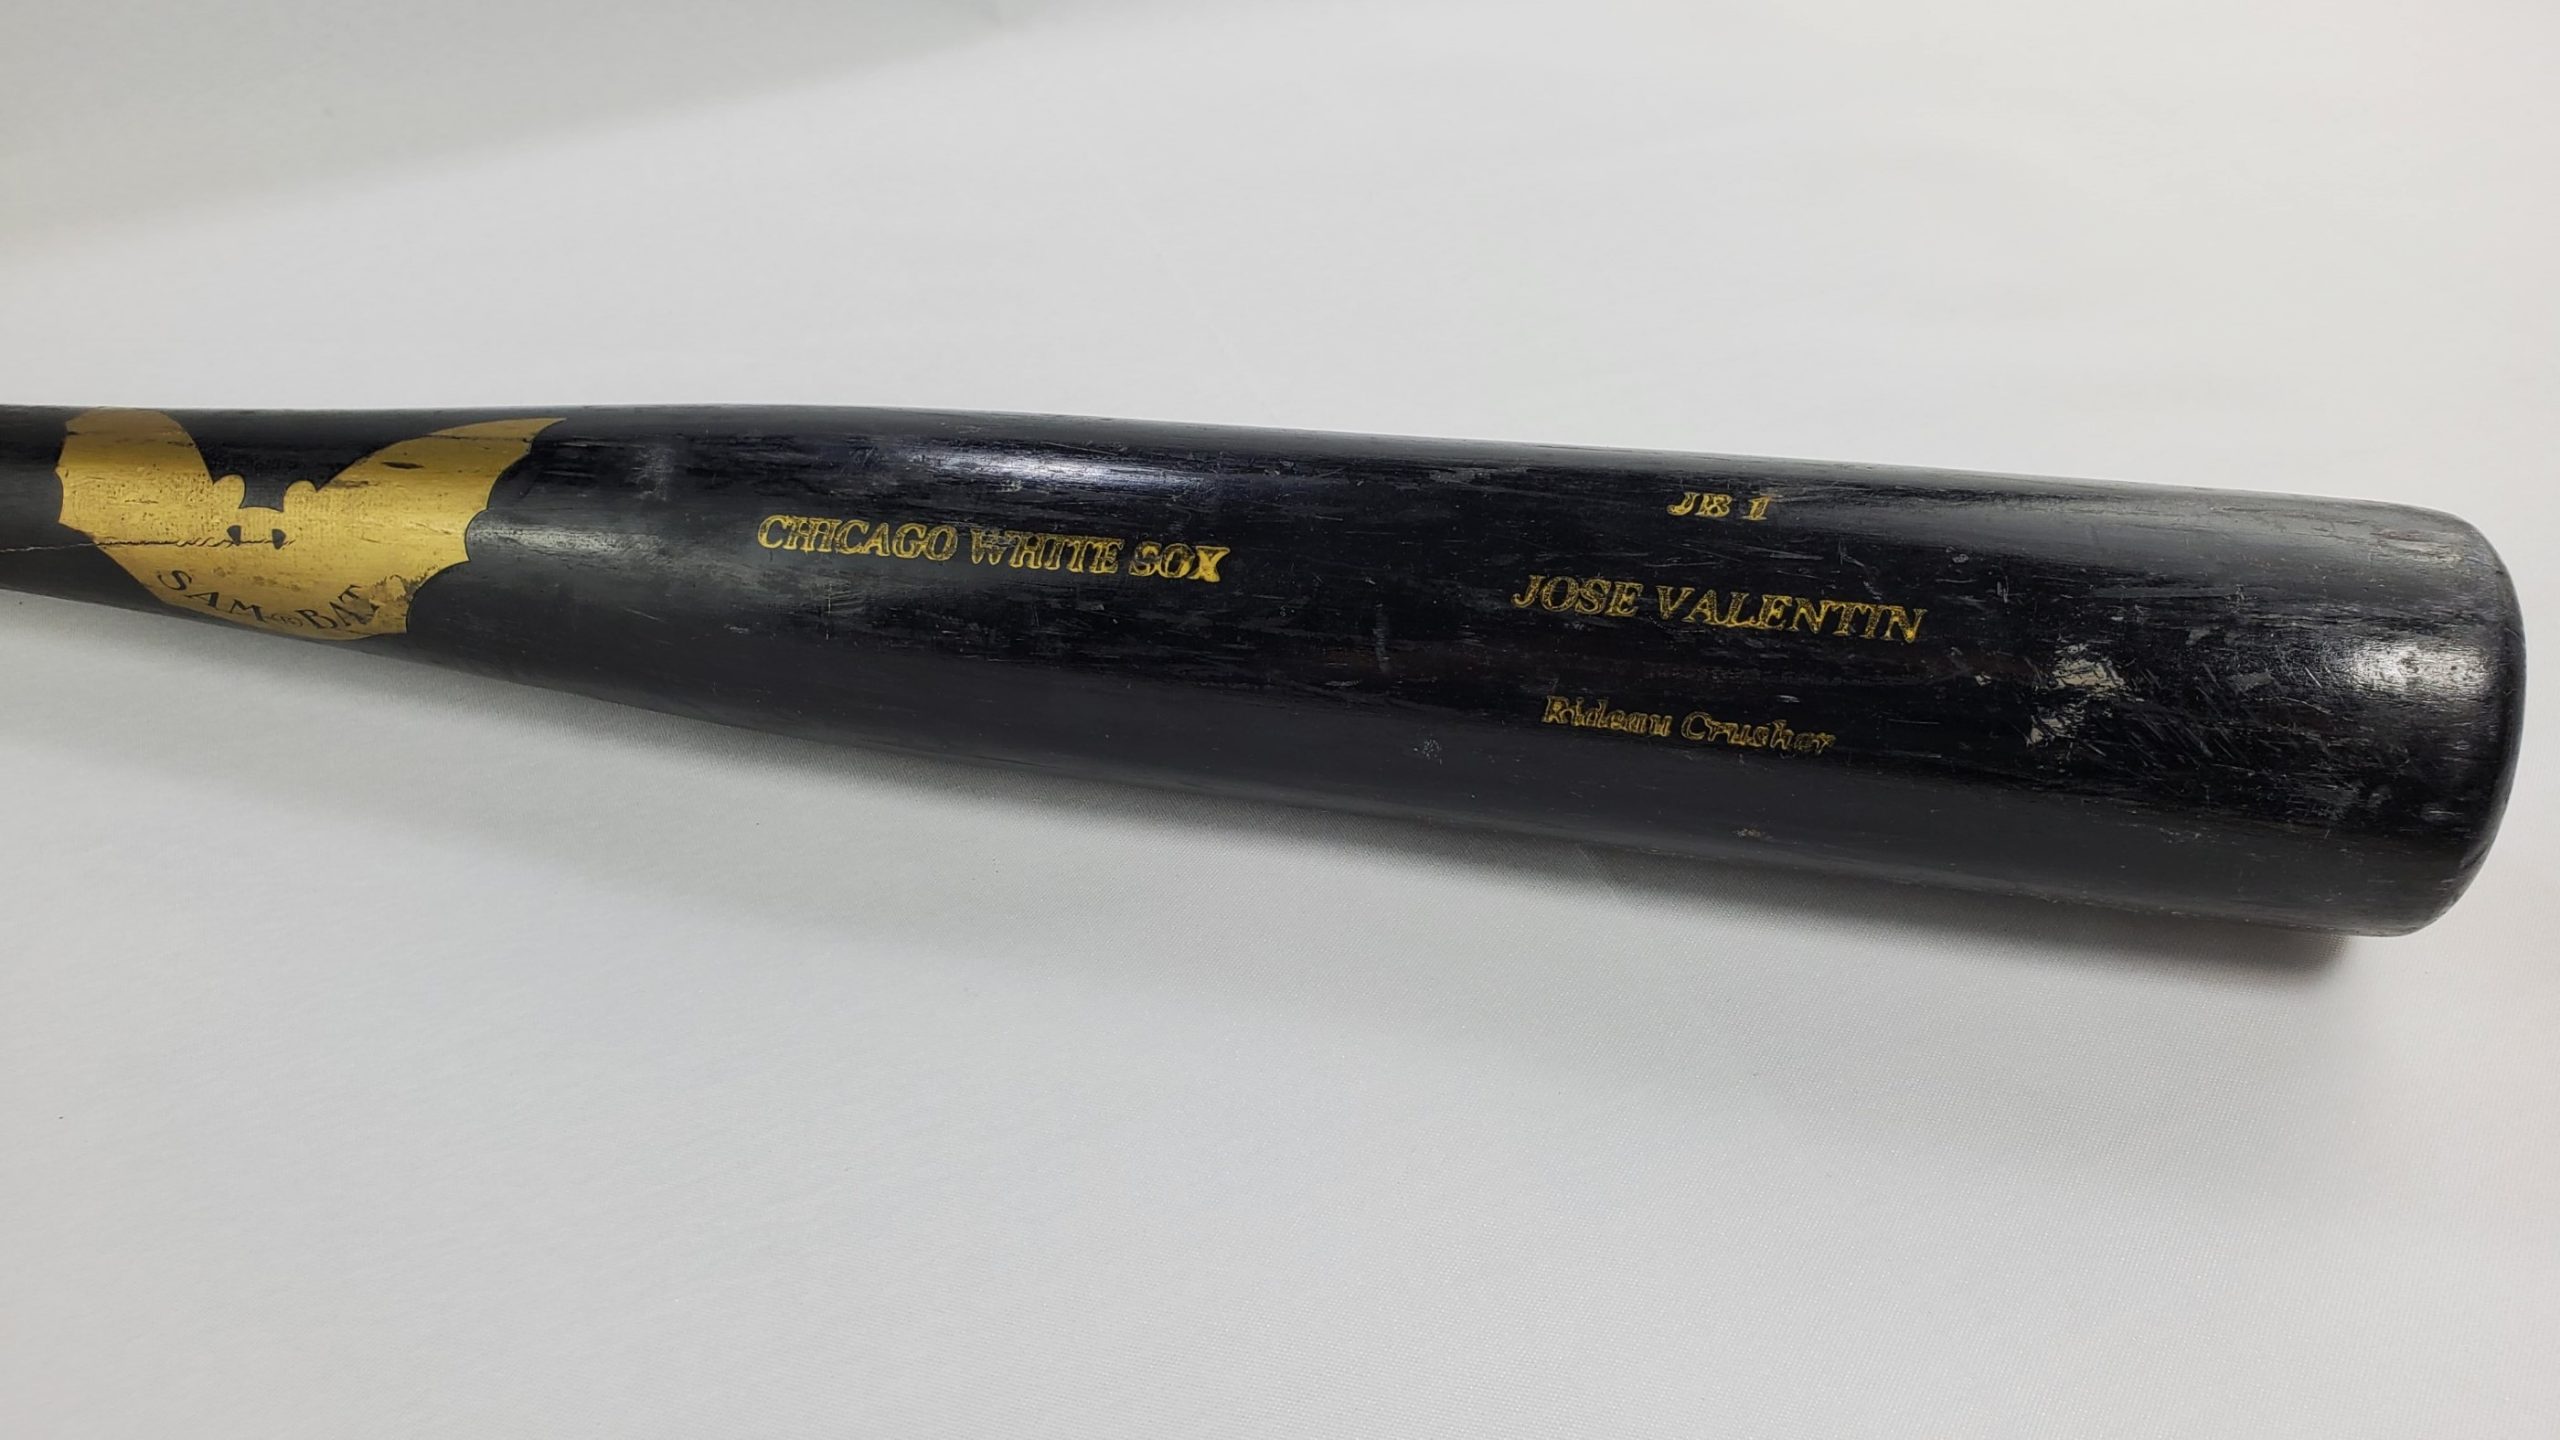 SAM BAT
CHICAGO WHITE SOX
JB 1
JOSE VALENTIN
Rideau Crusher